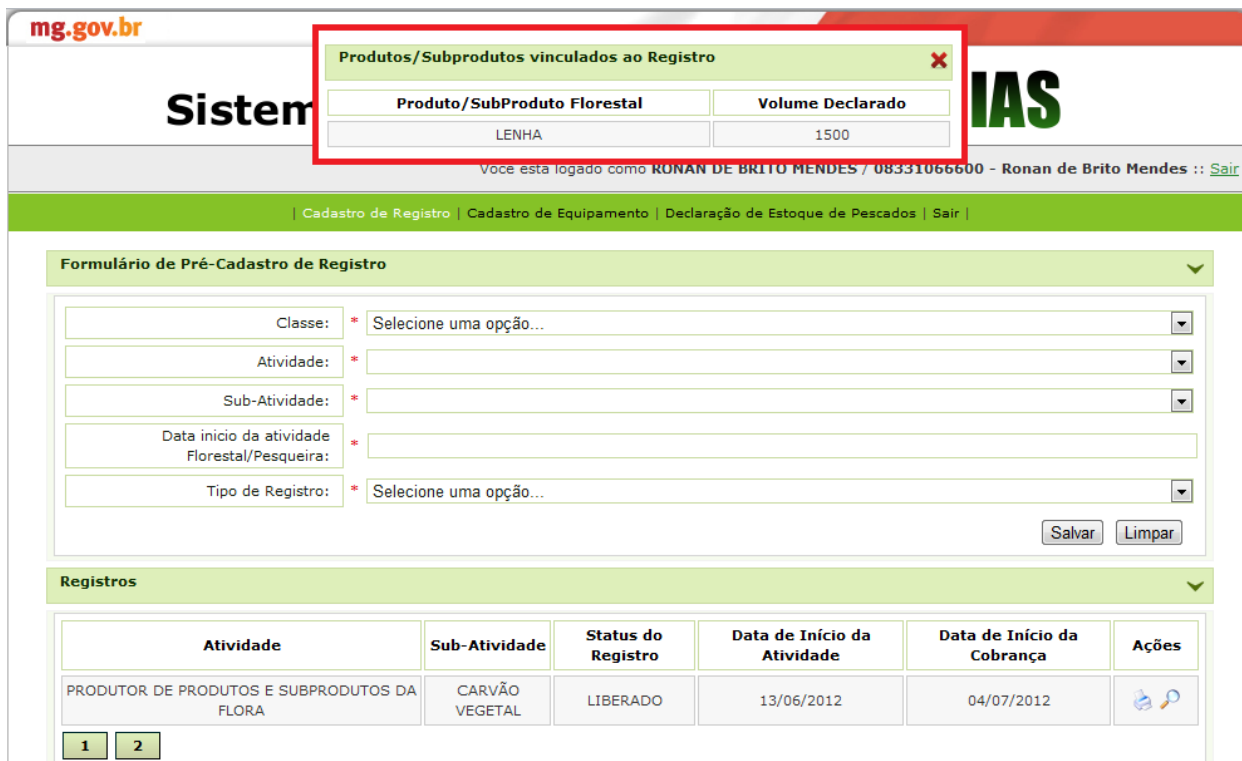 mg.gov.br
Produtos/Subprodutos vinculados ao Registro
Produto/SubProduto Florestal Volume Declarado
LENHA 1500
Sistem IAS
Voce esta logado como RONAN DE BRITO MENDES / 08331066600 - Ronan de Brito Mendes :: Sair
| Cadastro de Registro | Cadastro de Equipamento | Declaração de Estoque de Pescados | Sair |
Formulário de Pré-Cadastro de Registro
Classe: * Selecione uma opção...
Atividade: *
Sub-Atividade: *
Data inicio da atividade
Florestal/Pesqueira: *
Tipo de Registro: * Selecione uma opção...
Salvar Limpar
Registros
Atividade Sub-Atividade Status do Registro Data de Início da Atividade Data de Início da Cobrança Ações
PRODUTOR DE PRODUTOS E SUBPRODUTOS DA FLORA CARVÃO VEGETAL LIBERADO 13/06/2012 04/07/2012
1 2